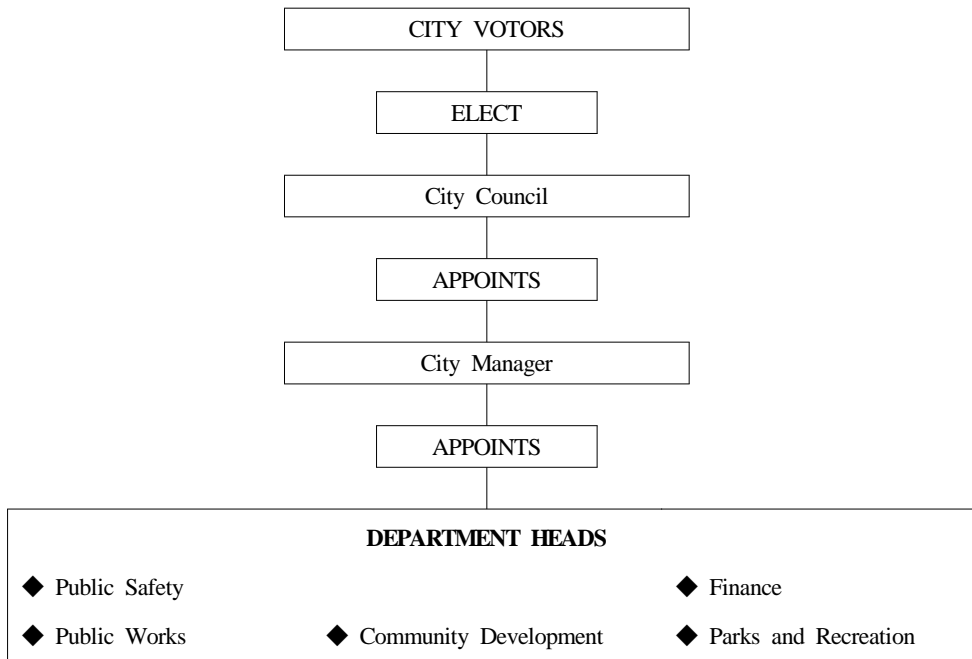 CITY VOTORS
ELECT
City Council
APPOINTS
City Manager
APPOINTS
DEPARTMENT HEADS
◆ Public Safety ◆ Finance
◆ Public Works ◆ Community Development ◆ Parks and Recreation